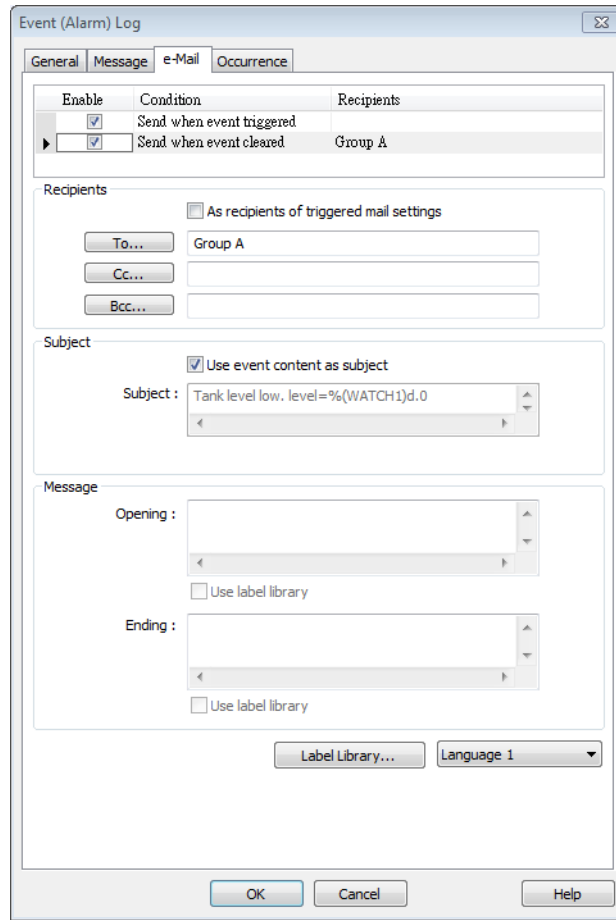 Event (Alarm) Log
General Message e-Mail Occurrence
Enable Condition Recipients
Send when event triggered
Send when event cleared Group A
Recipients
As recipients of triggered mail settings
To... Group A
Cc...
Bcc...
Subject
Use event content as subject
Subject : Tank level low. level=%(WATCH1)d.0
Message
Opening :
Use label library
Ending :
Use label library
Label Library... Language 1
OK Cancel Help